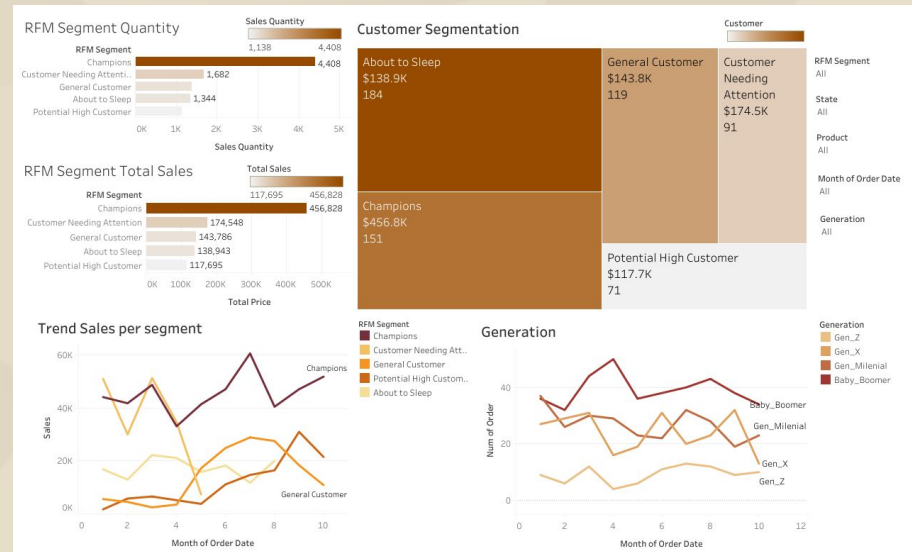 RFM Segment Quantity
Sales Quantity
1,138 4,408
RFM Segment
Champions 4,408
Customer Needing Attenti.. 1,682
General Customer
About to Sleep 1,344
Potential High Customer
0K 1K 2K 3K 4K 5K
Sales Quantity
RFM Segment Total Sales
Total Sales
117,695 456,828
RFM Segment
Champions 456,828
Customer Needing Attention 174,548
General Customer 143,786
About to Sleep 138,943
Potential High Customer 117,695
0K 100K 200K 300K 400K 500K
Total Price
Customer Segmentation
Customer
About to Sleep
$138.9K
184
General Customer
$143.8K
119
Customer
Needing
Attention
$174.5K
91
Champions
$456.8K
151
Potential High Customer
$117.7K
71
RFM Segment
All
State
All
Product
All
Month of Order Date
All
Generation
All
Trend Sales per segment
60K
40K
20K
0K
Sales
Champions
General Customer
0 2 4 6 8 10
Month of Order Date
RFM Segment
Champions
Customer Needing Att..
General Customer
Potential High Custom..
About to Sleep
Generation
40
20
0
Num of Order
Baby_Boomer
Gen_Milenial
Gen_X
Gen_Z
0 2 4 6 8 10 12
Month of Order Date
Generation
Gen_Z
Gen_X
Gen_Milenial
Baby_Boomer